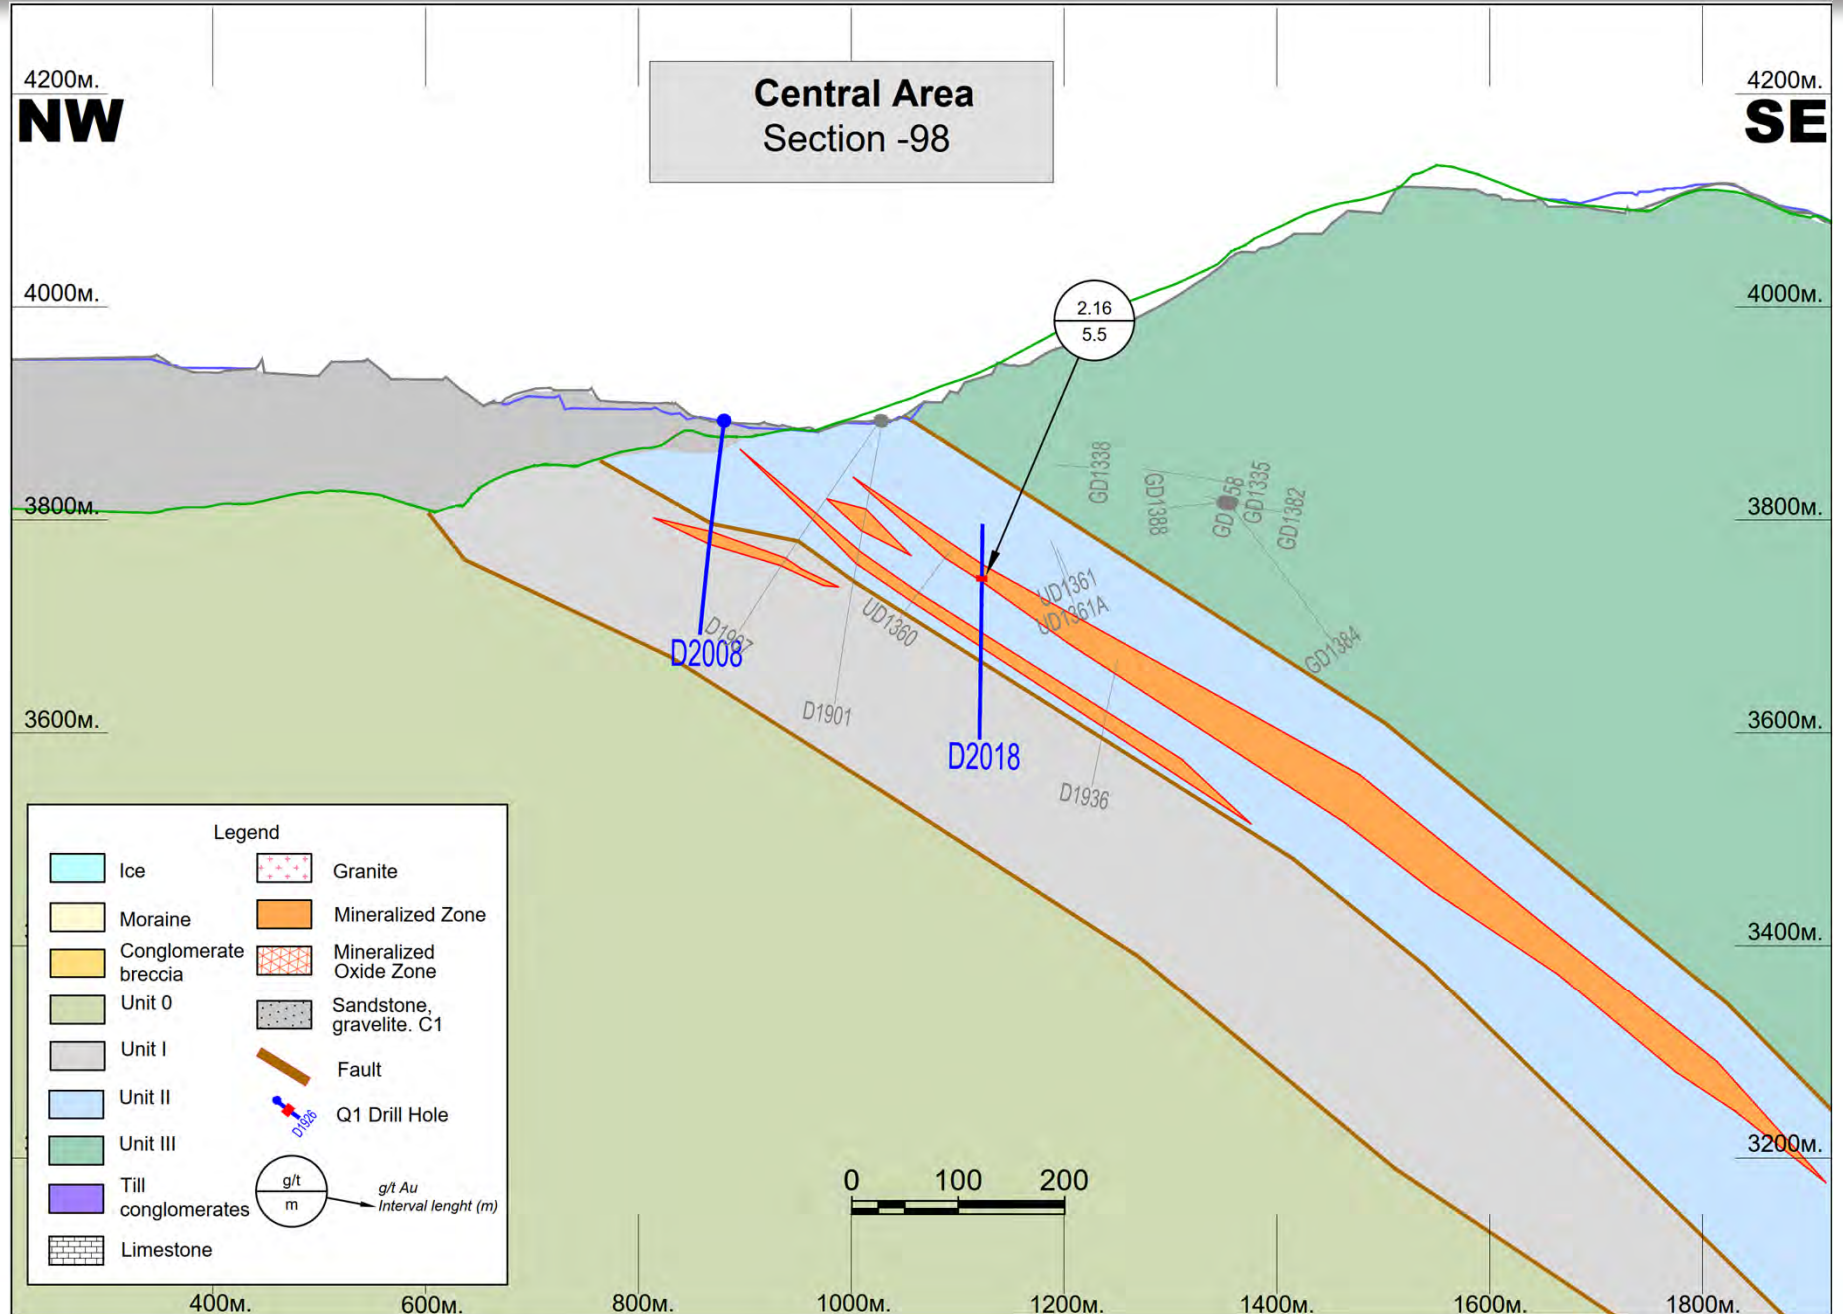 Central Area
Section -98
NW
SE
4200м.
4200м.
4000м.
4000м.
3800м.
3800м.
3600м.
3600м.
3400м.
3200м.
2.16
5.5
GD1338
GD1388
GD1335
GD1382
GD1384
UD1361
UD1361A
UD1360
D1901
D1936
D2008
D2018
Legend
Ice
Moraine
Conglomerate
breccia
Unit 0
Unit I
Unit II
Unit III
Till
conglomerates
Limestone
Granite
Mineralized Zone
Mineralized
Oxide Zone
Sandstone,
gravelite. C1
Fault
D1926
Q1 Drill Hole
g/t
m
g/t Au
Interval lenght (m)
0 100 200
400м. 600м. 800м. 1000м. 1200м. 1400м. 1600м. 1800м.